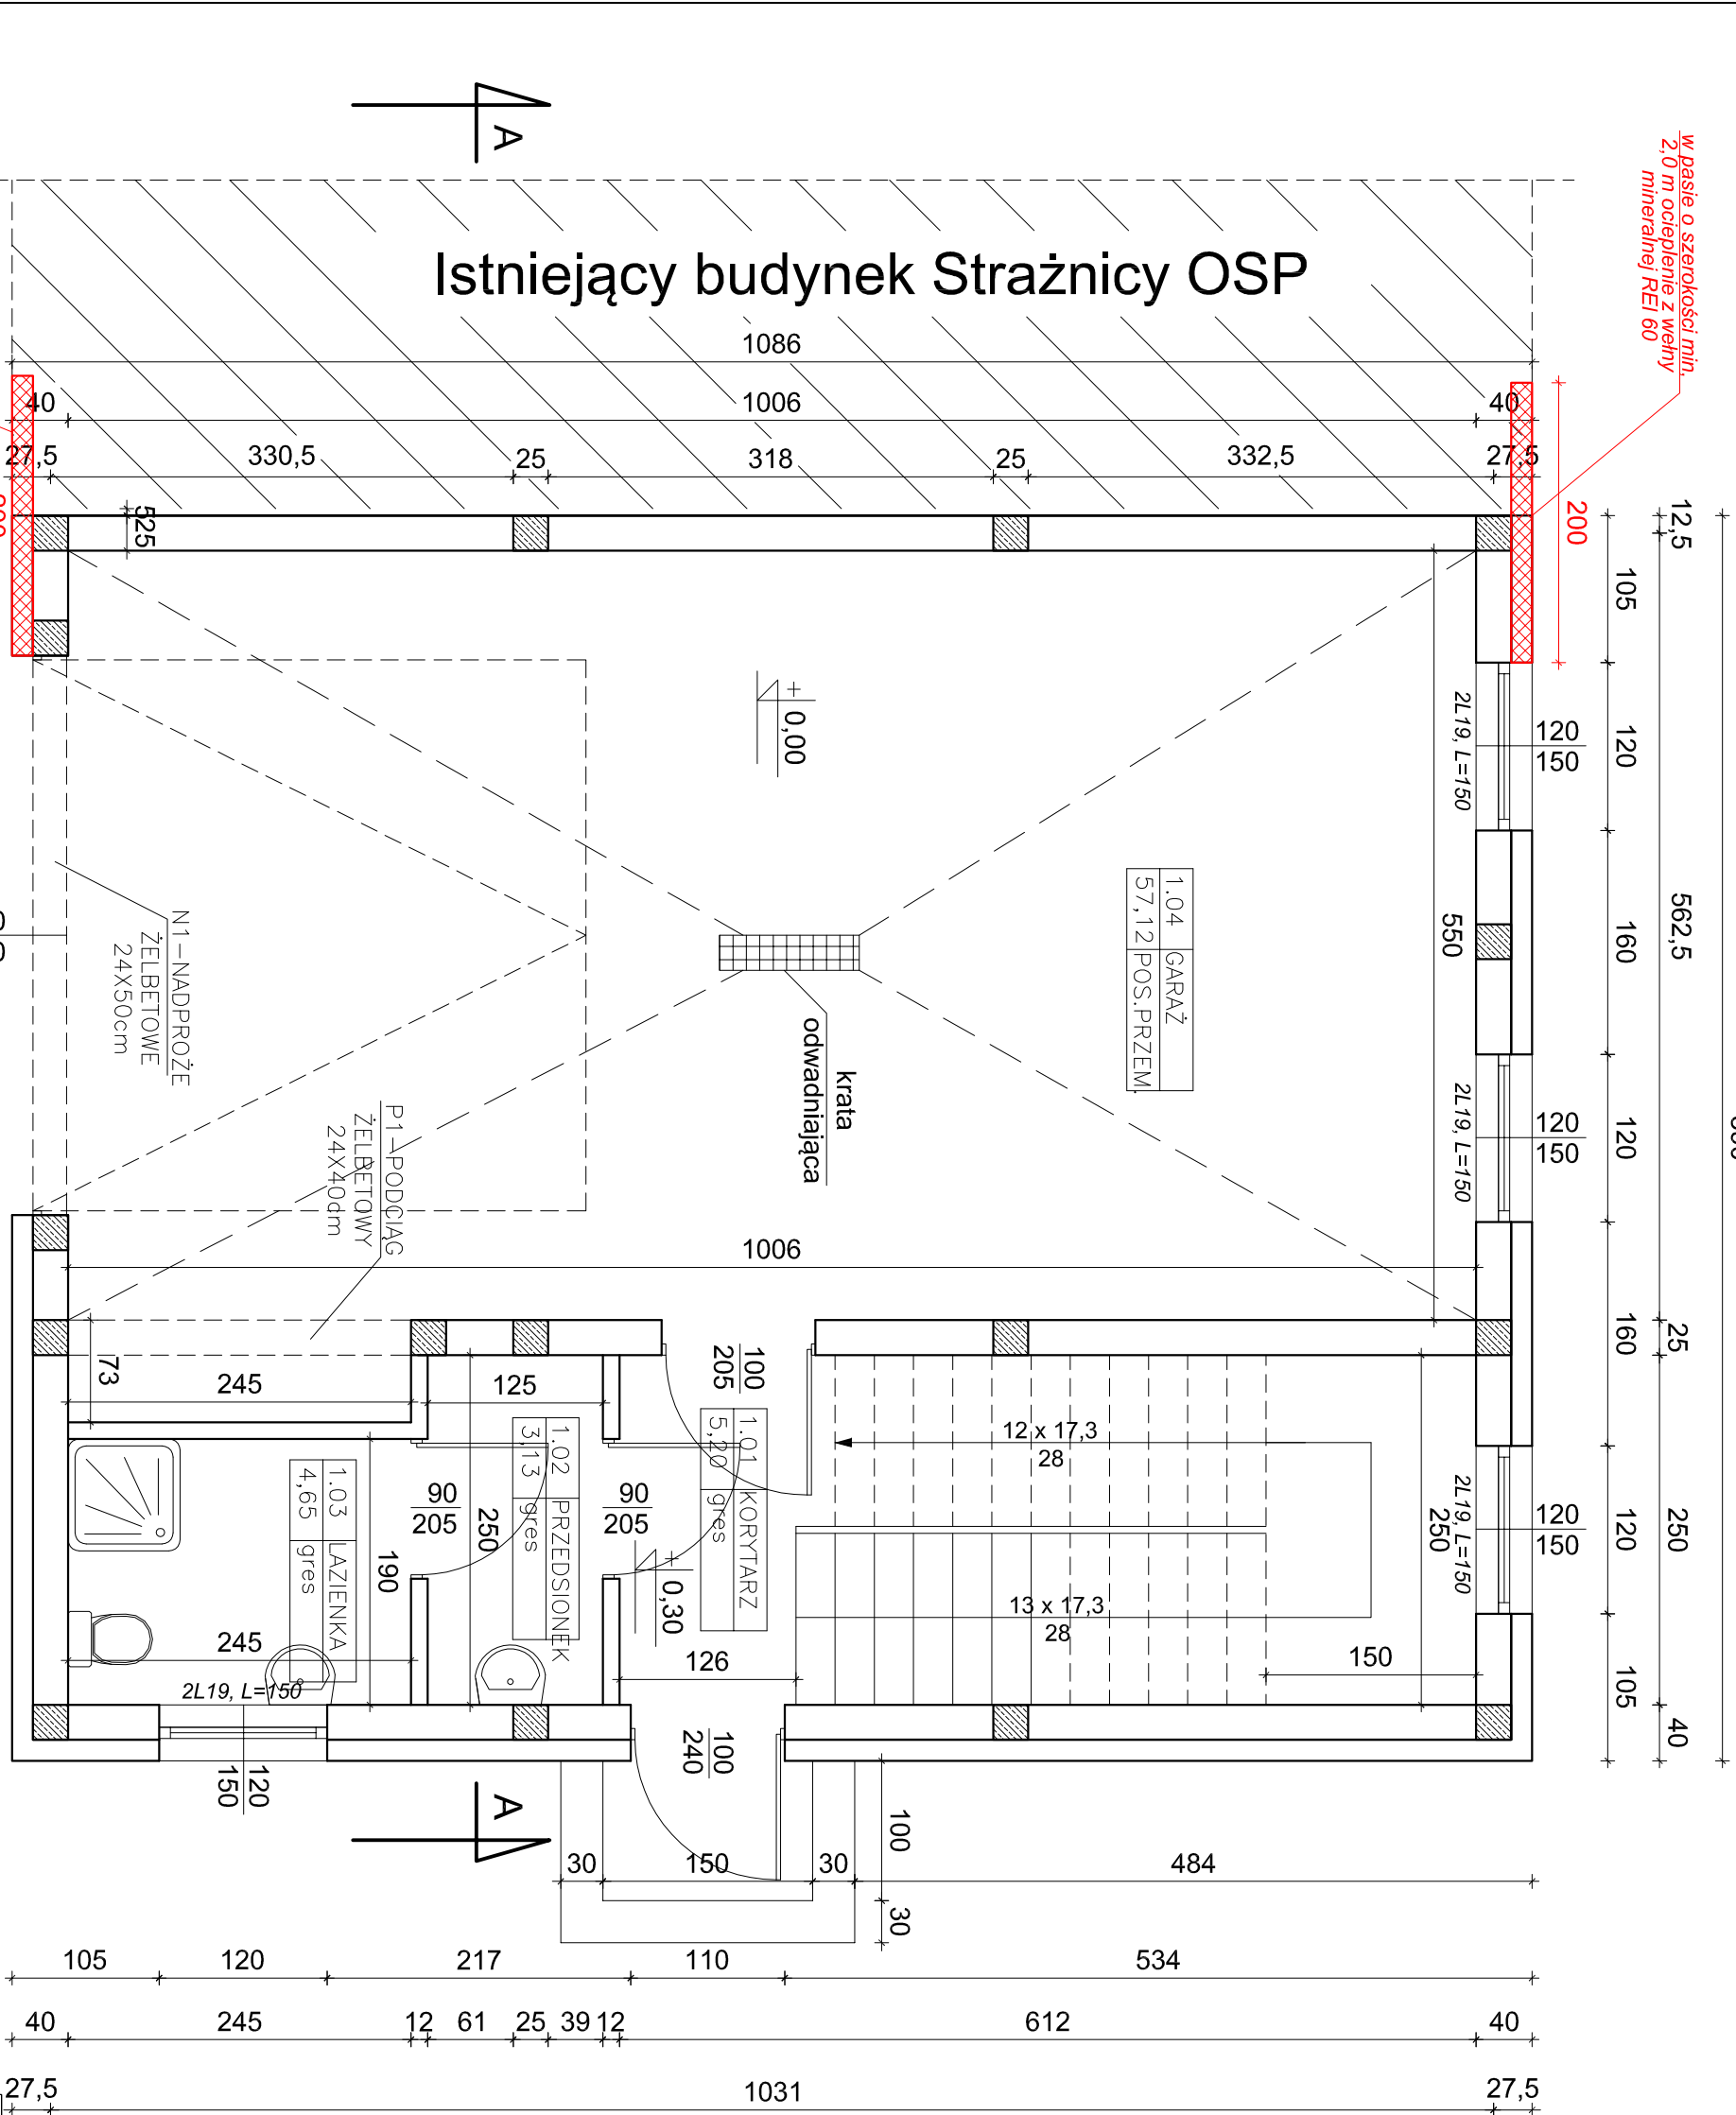 w pasie o szerokości min.
2,0 m ocieplenie z wełny
mineralnej REI 60
A
Istniejący budynek Strażnicy OSP
1086
40
1006
40
27,5
330,5
25
318
25
332,5
27,5
200
12,5
525
105
120
160
120
160
120
105
562,5
25
250
40
120
150
2L19, L=150
120
150
2L19, L=150
120
150
2L19, L=150
+0,00
550
1.04 GARAŻ
57,12 POS.PRZEM.
krata
odwadniająca
N1-NADPROŻE
ŻELBETOWE
24X50cm
P1-PODCIĄG
ŻELBETOWY
24X40cm
1006
73
245
125
100
205
1.01 KORYTARZ
5,20 gres
1.02 PRZEDSIONEK
3,13 gres
1.03 ŁAZIENKA
4,65 gres
90
205
90
205
250
190
+0,30
12 x 17,3
28
13 x 17,3
28
250
150
245
126
2L19, L=150
120
150
100
240
A
100
30
30
150
30
484
105
120
217
110
534
40
245
12
61
25
39
12
612
40
27,5
1031
27,5